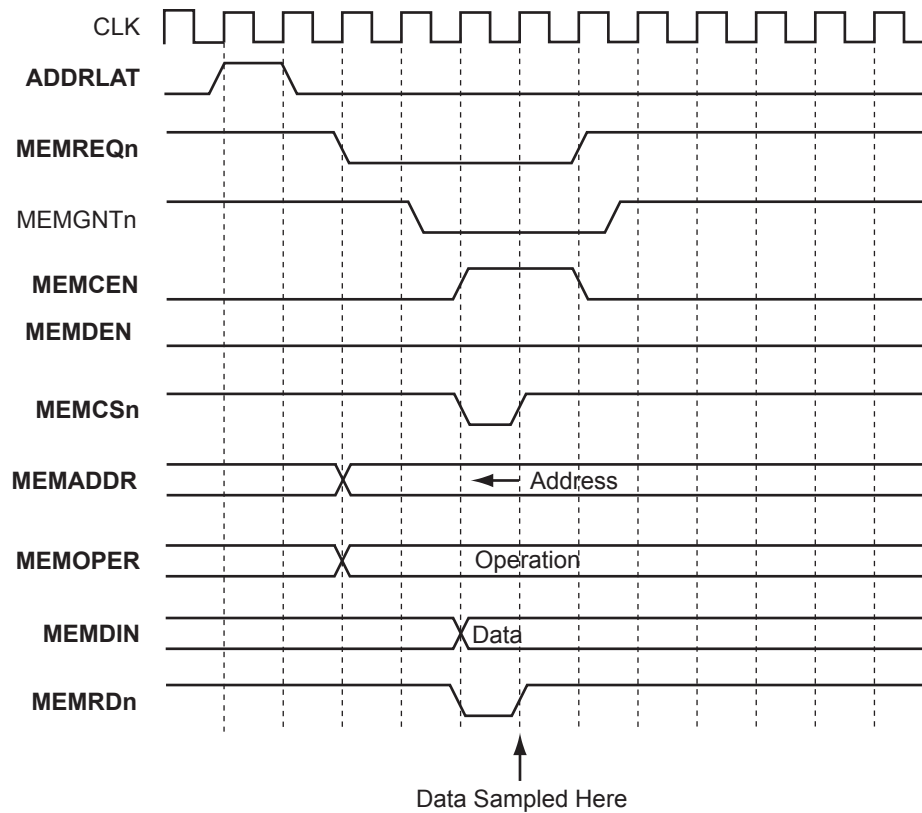 CLK
ADDRLAT
MEMREQn
MEMGNTn
MEMCEN
MEMDEN
MEMCSn
MEMADDR
Address
MEMOPER
Operation
MEMDIN
Data
MEMRDn
Data Sampled Here